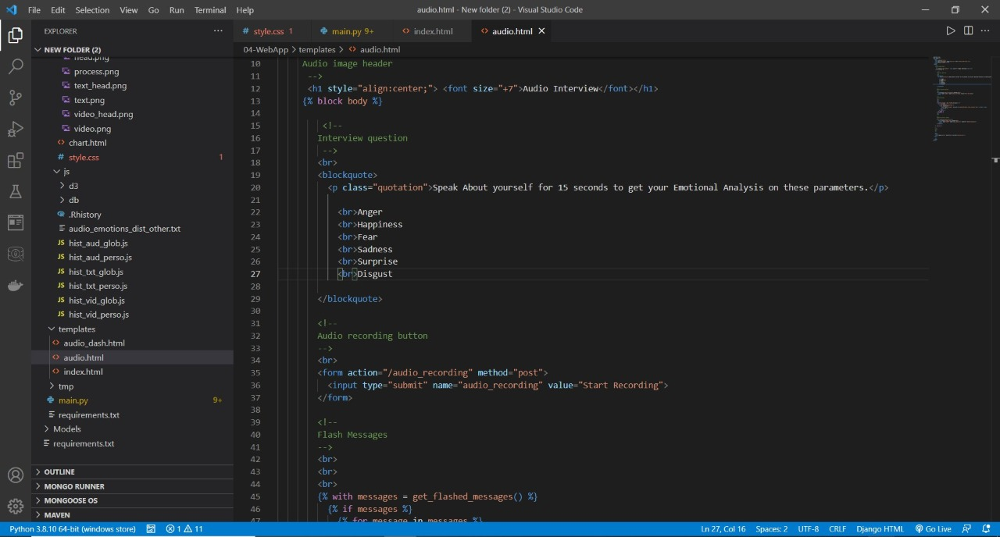 File Edit Selection View Go Run Terminal Help audio.html - New folder (2) - Visual Studio Code
EXPLORER ···
style.css 1 main.py 9+ index.html audio.html
NEW FOLDER (2)
04-WebApp > templates > audio.html
head.png
process.png
text_head.png
text.png
video_head.png
video.png
chart.html
style.css 1
js
d3
db
.Rhistory
audio_emotions_dist_other.txt
hist_aud_glob.js
hist_aud_perso.js
hist_txt_glob.js
hist_txt_perso.js
hist_vid_glob.js
hist_vid_perso.js
templates
audio_dash.html
audio.html
index.html
tmp
main.py 9+
requirements.txt
Models
requirements.txt
OUTLINE
MONGO RUNNER
MONGOOSE OS
MAVEN
10 Audio image header
11 -->
12 <h1 style="align:center;"> <font size="+7">Audio Interview</font></h1>
13 {% block body %}
14
15 <!--
16 Interview question
17 -->
18 <br>
19 <blockquote>
20 <p class="quotation">Speak About yourself for 15 seconds to get your Emotional Analysis on these parameters.</p>
21
22 <br>Anger
23 <br>Happiness
24 <br>Fear
25 <br>Sadness
26 <br>Surprise
27 <br>Disgust
28
29 </blockquote>
30
31 <!--
32 Audio recording button
33 -->
34 <br>
35 <form action="/audio_recording" method="post">
36 <input type="submit" name="audio_recording" value="Start Recording">
37 </form>
38
39 <!--
40 Flash Messages
41 -->
42 <br>
43 <br>
44 <br>
45 {% with messages = get_flashed_messages() %}
46 {% if messages %}
47 {% for message in messages %}
Python 3.8.10 64-bit (windows store) 1 11 Ln 27, Col 16 Spaces: 2 UTF-8 CRLF Django HTML Go Live